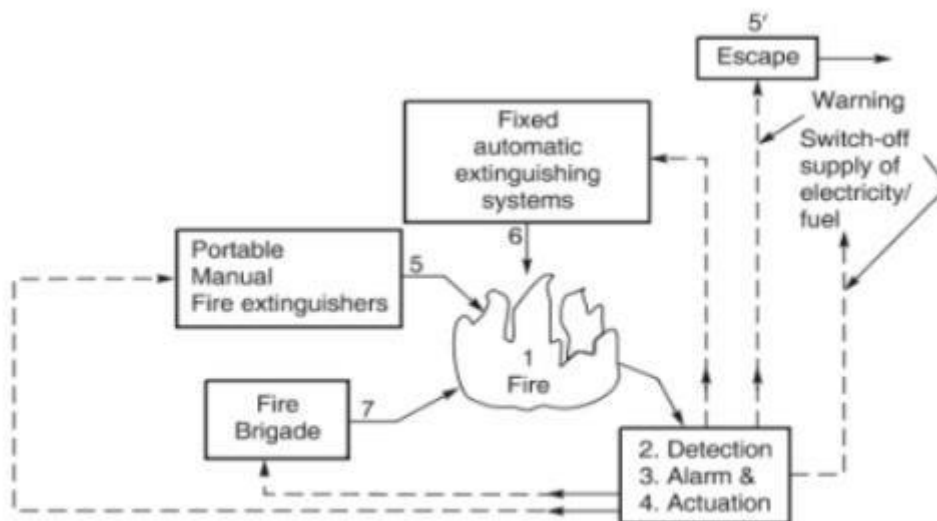 5'
Escape
Warning
Switch-off
supply of
electricity/
fuel
Fixed
automatic
extinguishing
systems
6
Portable
Manual
Fire extinguishers
5
1
Fire
Fire
Brigade
7
2. Detection
3. Alarm &
4. Actuation